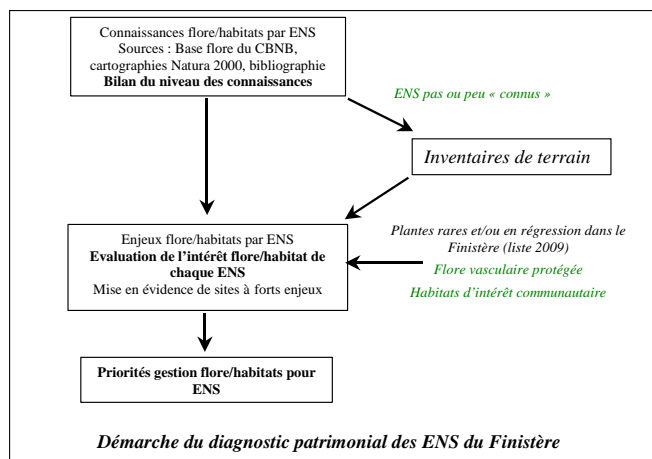 Connaissances flore/habitats par ENS
Sources : Base flore du CBNB,
cartographies Natura 2000, bibliographie
Bilan du niveau des connaissances
ENS pas ou peu « connus »
Inventaires de terrain
Enjeux flore/habitats par ENS
Evaluation de l'intérêt flore/habitat de
chaque ENS
Mise en évidence de sites à forts enjeux
Plantes rares et/ou en régression dans le
Finistère (liste 2009)
Flore vasculaire protégée
Habitats d'intérêt communautaire
Priorités gestion flore/habitats pour
ENS
Démarche du diagnostic patrimonial des ENS du Finistère